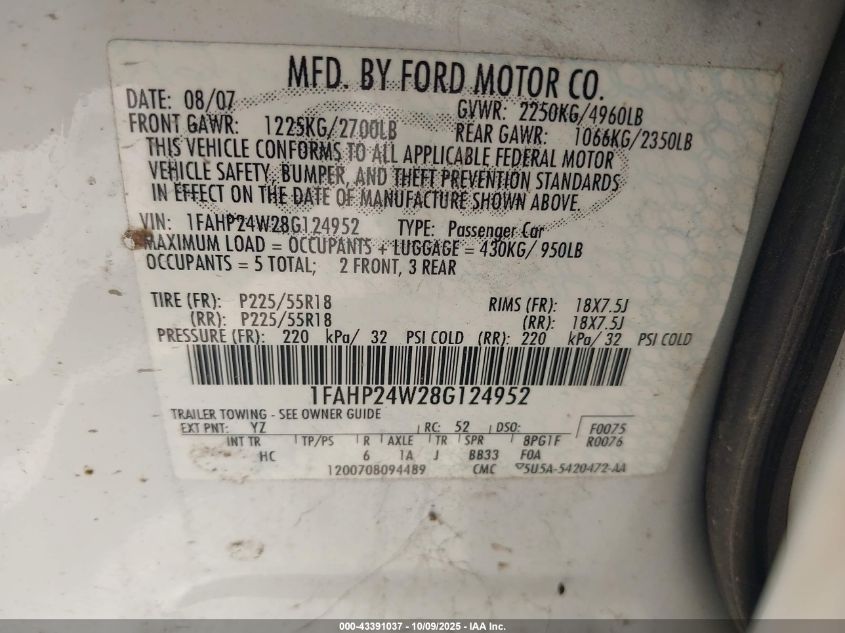 MFD. BY FORD MOTOR CO.
DATE: 08/07 GVWR: 2250KG/4960LB
FRONT GAWR: 1225KG/2700LB REAR GAWR: 1066KG/2350LB
THIS VEHICLE CONFORMS TO ALL APPLICABLE FEDERAL MOTOR
VEHICLE SAFETY, BUMPER, AND THEFT PREVENTION STANDARDS
IN EFFECT ON THE DATE OF MANUFACTURE SHOWN ABOVE.
VIN: 1FAHP24W28G124952 TYPE: Passenger Car
MAXIMUM LOAD = OCCUPANTS + LUGGAGE = 430KG/ 950LB
OCCUPANTS = 5 TOTAL; 2 FRONT, 3 REAR
TIRE (FR): P225/55R18 RIMS (FR): 18X7.5J
(RR): P225/55R18 (RR): 18X7.5J
PRESSURE (FR): 220 kPa/ 32 PSI COLD (RR): 220 kPa/ 32 PSI COLD
1FAHP24W28G124952
TRAILER TOWING - SEE OWNER GUIDE
EXT PNT: YZ RC: 52 DSO: F0075
INT TR TP/PS R AXLE TR SPR 8PG1F R0076
HC 6 1A J BB33 F0A
1200708094489 CMC 5U5A-5420472-AA
000-43391037 - 10/09/2025 - IAA Inc.